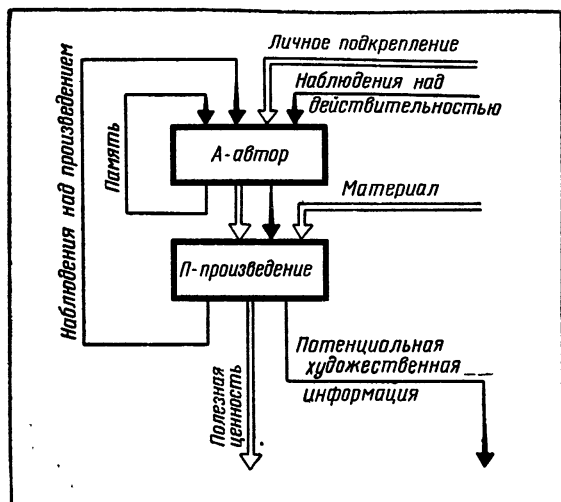 Личное подкрепление
Наблюдения над
действительностью
А-автор
Память
Наблюдения над произведением
Материал
П-произведение
Полезная
ценность
Потенциальная
художественная
информация